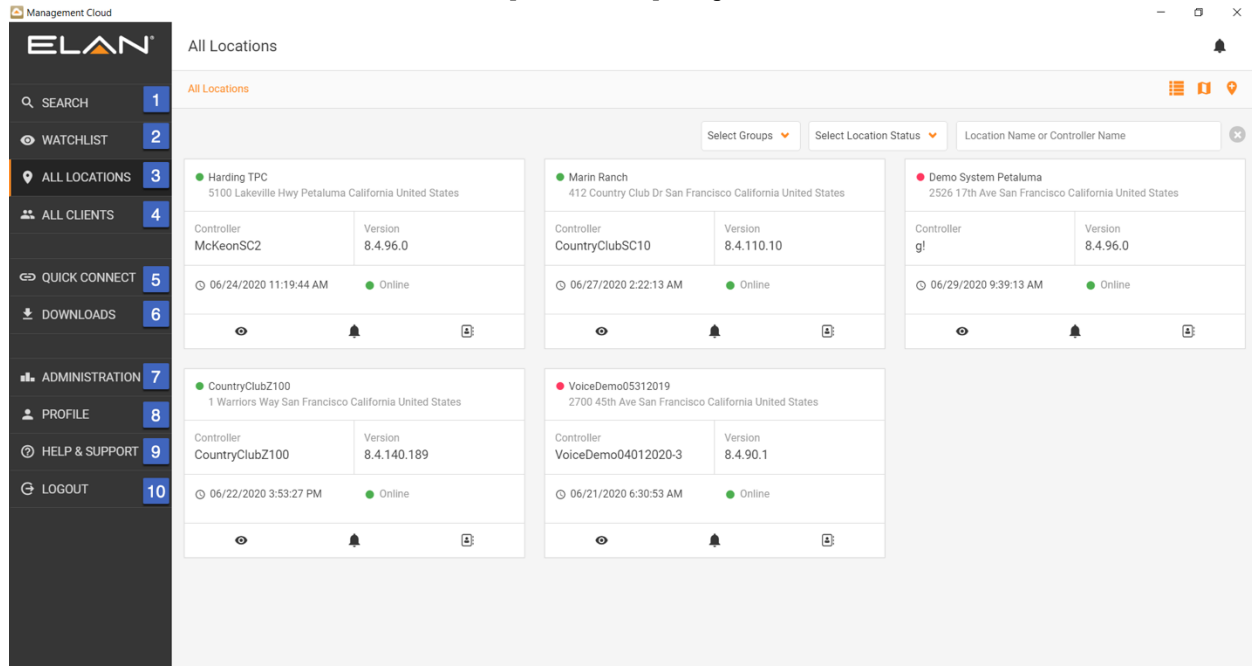 Management Cloud
ELAN
All Locations
All Locations
SEARCH 1
WATCHLIST 2
ALL LOCATIONS 3
ALL CLIENTS 4
QUICK CONNECT 5
DOWNLOADS 6
ADMINISTRATION 7
PROFILE 8
HELP & SUPPORT 9
LOGOUT 10
Select Groups
Select Location Status
Location Name or Controller Name
Harding TPC
5100 Lakeville Hwy Petaluma California United States
Controller
McKeonSC2
Version
8.4.96.0
06/24/2020 11:19:44 AM
Online
Marin Ranch
412 Country Club Dr San Francisco California United States
Controller
CountryClubSC10
Version
8.4.110.10
06/27/2020 2:22:13 AM
Online
Demo System Petaluma
2526 17th Ave San Francisco California United States
Controller
g!
Version
8.4.96.0
06/29/2020 9:39:13 AM
Online
CountryClubZ100
1 Warriors Way San Francisco California United States
Controller
CountryClubZ100
Version
8.4.140.189
06/22/2020 3:53:27 PM
Online
VoiceDemo05312019
2700 45th Ave San Francisco California United States
Controller
VoiceDemo04012020-3
Version
8.4.90.1
06/21/2020 6:30:53 AM
Online